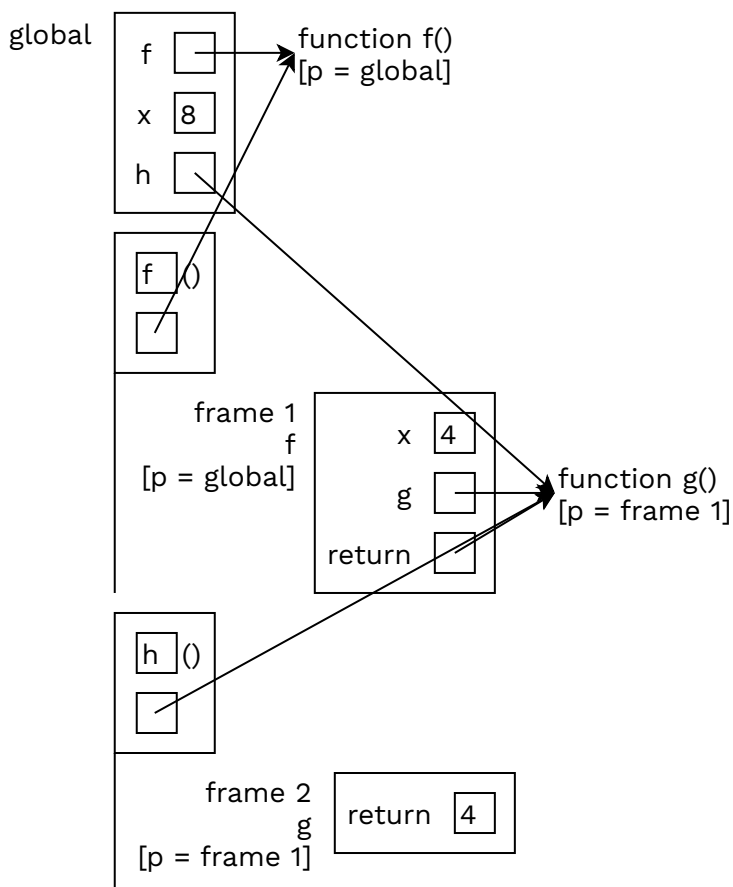 global
f
function f()
[p = global]
x 8
h
f ()
frame 1
f
[p = global]
x 4
g
return
function g()
[p = frame 1]
h ()
frame 2
g
[p = frame 1]
return 4